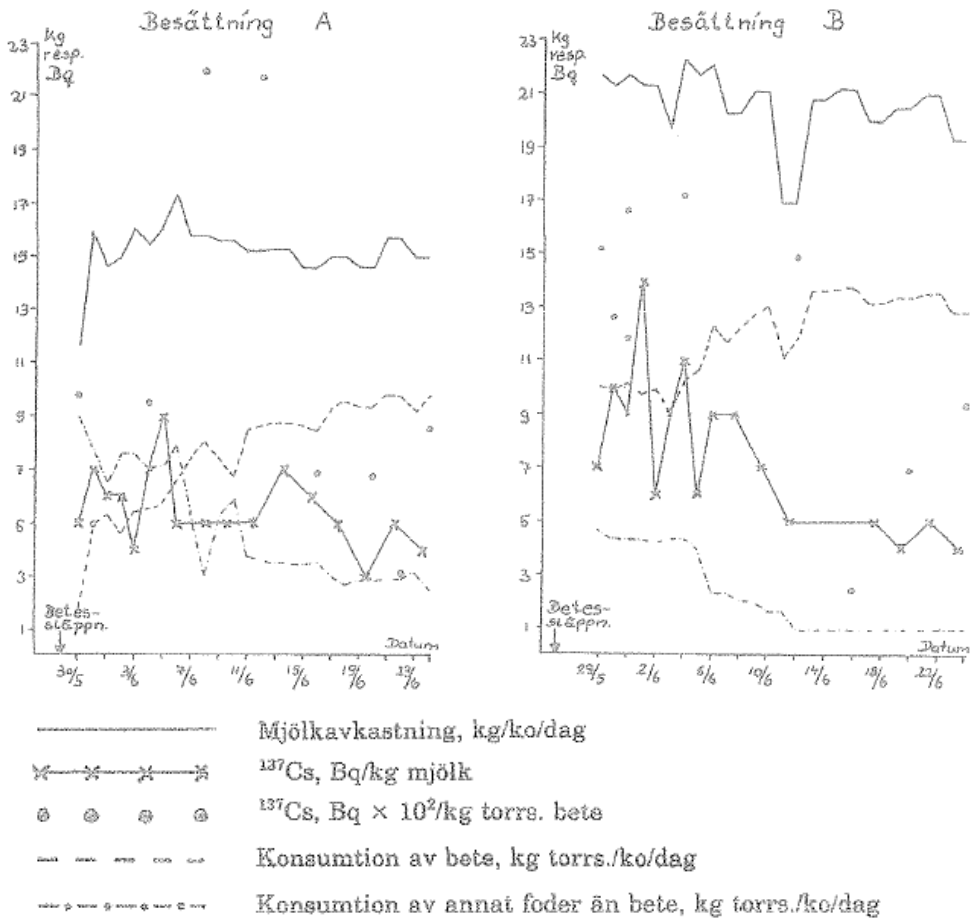 Besättning A
Kg
resp.
Bq
23
21
19
17
15
13
11
9
7
5
3
1
Betes-
släppn.
Datum
30/5
3/6
7/6
11/6
15/6
19/6
23/6
Besättning B
Kg
resp.
Bq
23
21
19
17
15
13
11
9
7
5
3
1
Betes-
släppn.
Datum
29/5
2/6
6/6
10/6
14/6
18/6
22/6
Mjölkavkastning, kg/ko/dag
¹³⁷Cs, Bq/kg mjölk
¹³⁷Cs, Bq × 10²/kg torrs. bete
Konsumtion av bete, kg torrs./ko/dag
Konsumtion av annat foder än bete, kg torrs./ko/dag